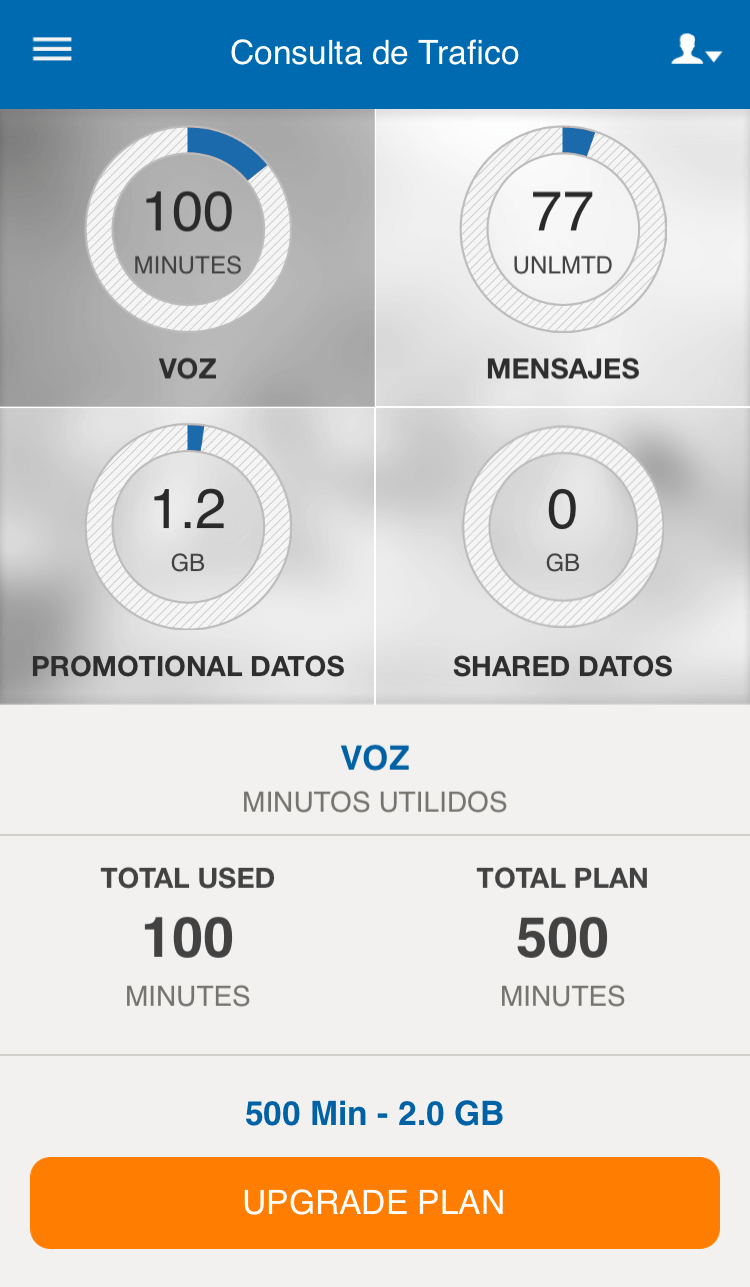 Consulta de Trafico
100
MINUTES
VOZ
77
UNLMTD
MENSAJES
1.2
GB
PROMOTIONAL DATOS
0
GB
SHARED DATOS
VOZ
MINUTOS UTILIDOS
TOTAL USED
100
MINUTES
TOTAL PLAN
500
MINUTES
500 Min - 2.0 GB
UPGRADE PLAN